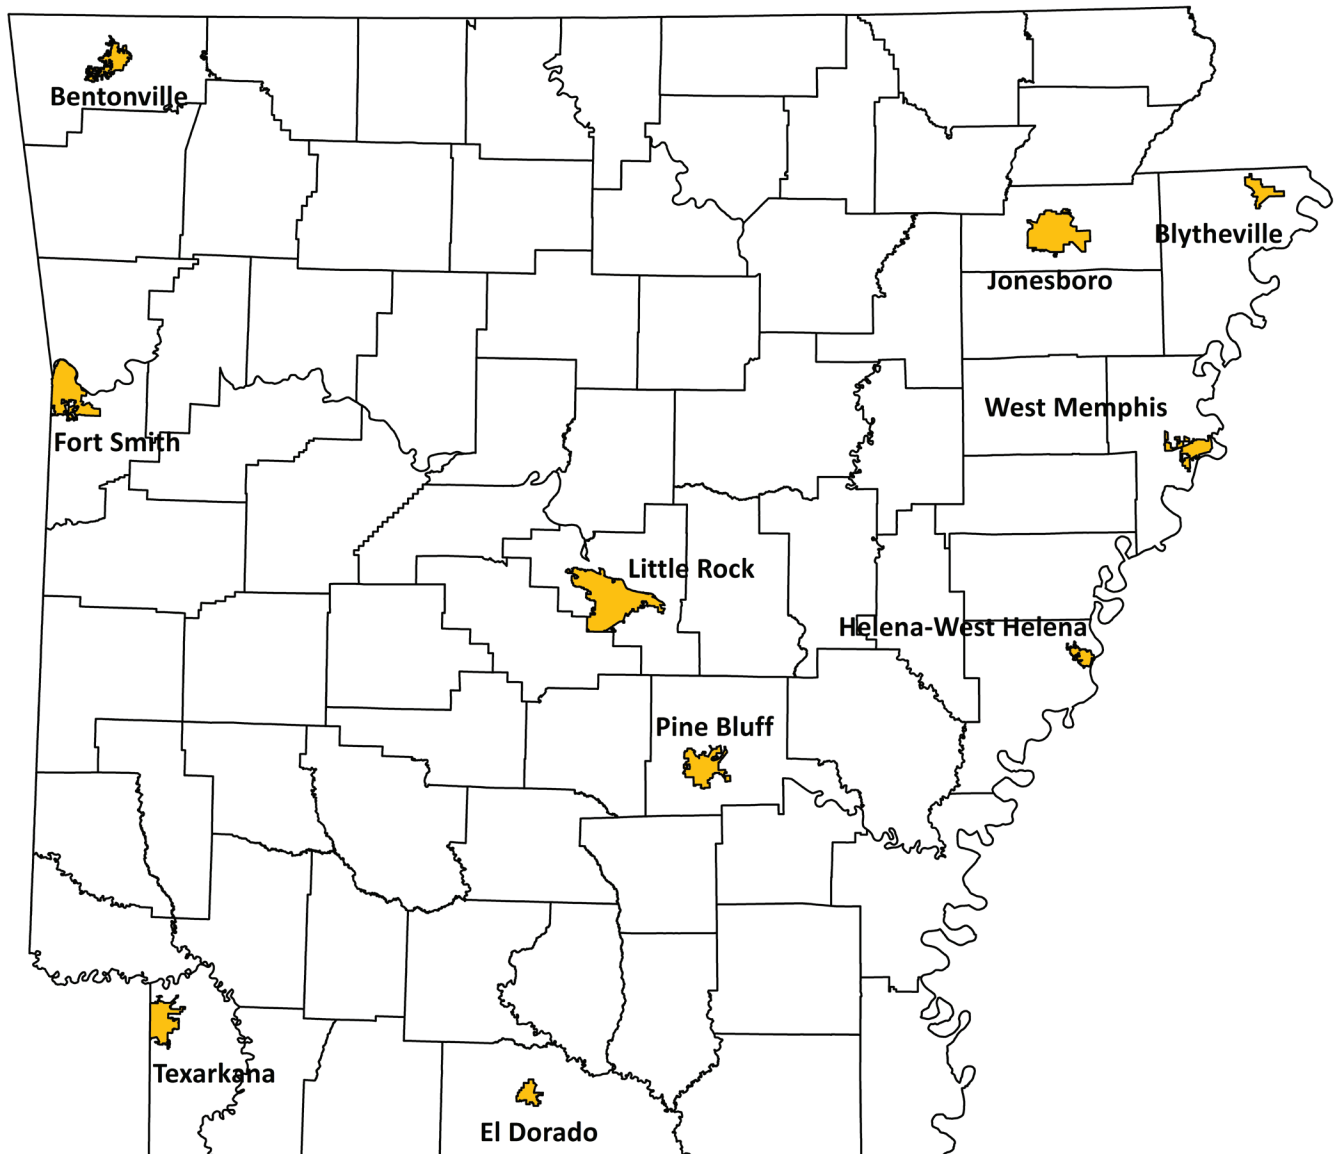 Bentonville
Blytheville
Jonesboro
West Memphis
Fort Smith
Little Rock
Helena-West Helena
Pine Bluff
Texarkana
El Dorado